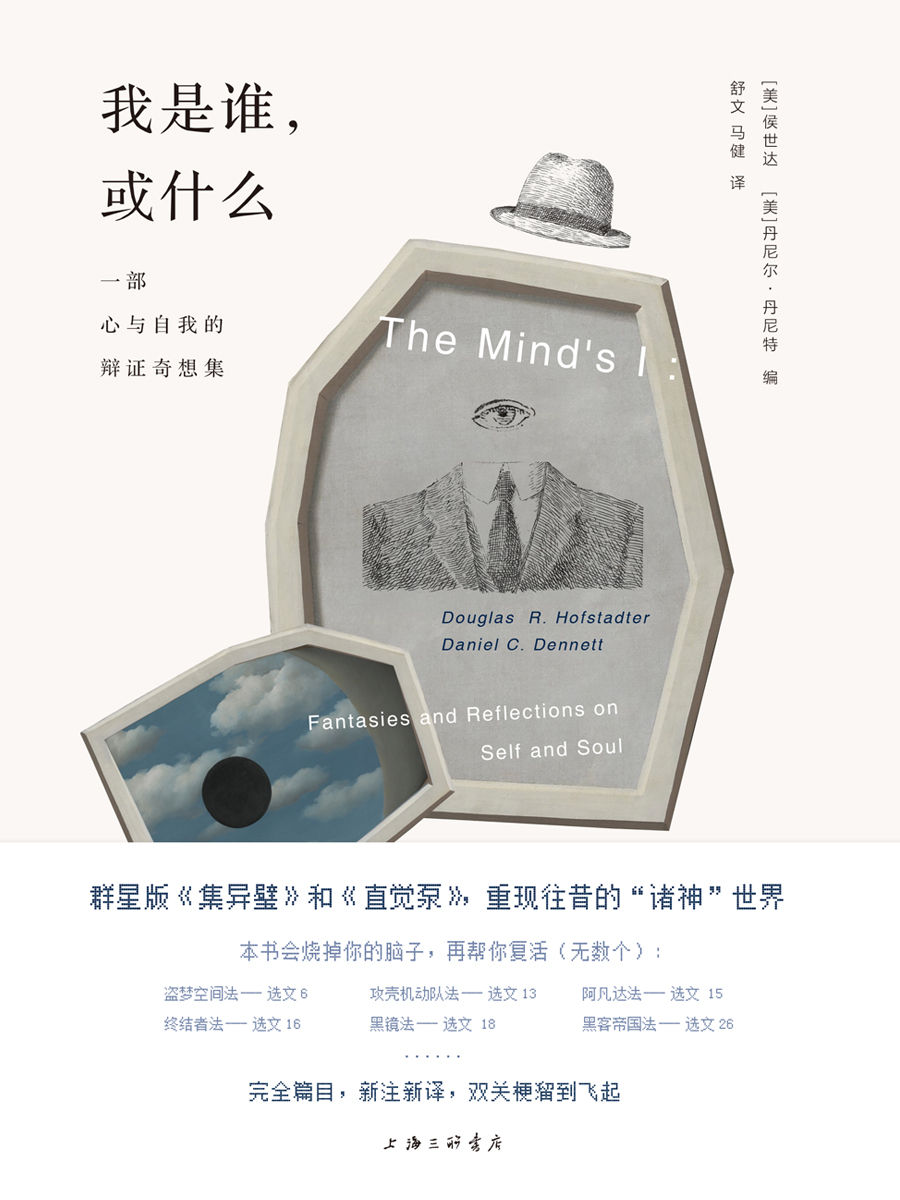 我是谁，
或什么
一部
心与自我的
辩证奇想集
[美]侯世达 [美]丹尼尔·丹尼特 编
舒文 马健 译
The Mind's I :
Douglas R. Hofstadter
Daniel C. Dennett
Fantasies and Reflections on
Self and Soul
群星版《集异璧》和《直觉泵》，重现往昔的“诸神”世界
本书会烧掉你的脑子，再帮你复活（无数个）：
盗梦空间法── 选文 6 攻壳机动队法── 选文 13 阿凡达法── 选文 15
终结者法── 选文 16 黑镜法── 选文 18 黑客帝国法── 选文 26
······
完全篇目，新注新译，双关梗溜到飞起
上海三联书店